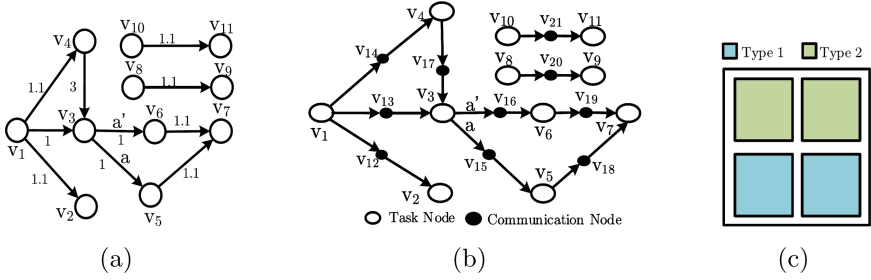 v10 1.1 v11
v8 1.1 v9
v4
1.1
3
v3 a' v6 1.1 v7
1 1
v1
a
1
1.1 1.1
v2
v5
(a)
v4
v10 v21 v11
v14
v17
v8 v20 v9
v13 v3 a' v16 v19
v1 a v6 v7
v12 v15
v5 v18
v2
Task Node Communication Node
(b)
Type 1 Type 2
(c)